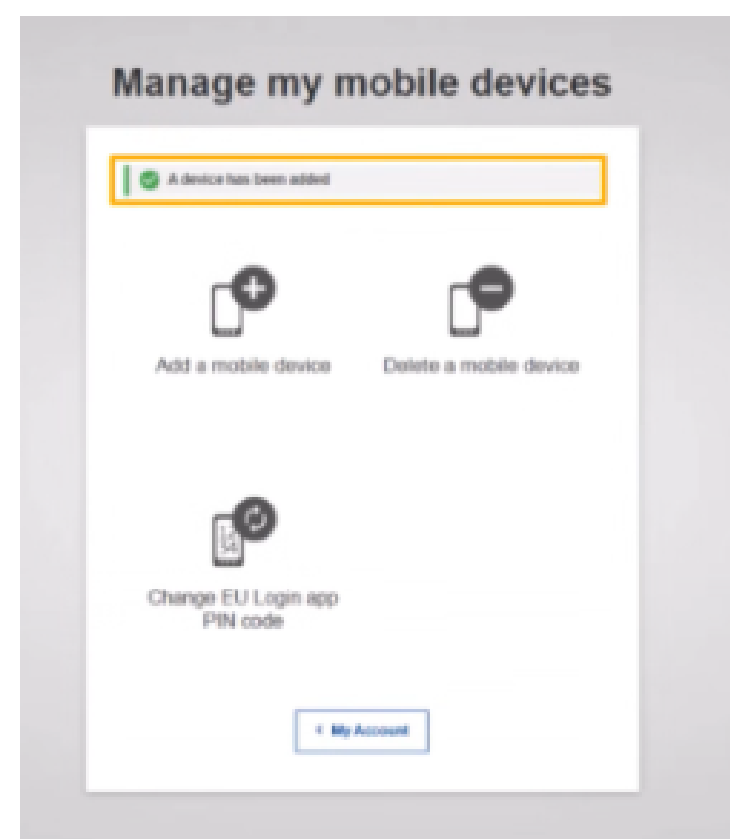 Manage my mobile devices
A device has been added
Add a mobile device
Delete a mobile device
Change EU Login app
PIN code
< My Account